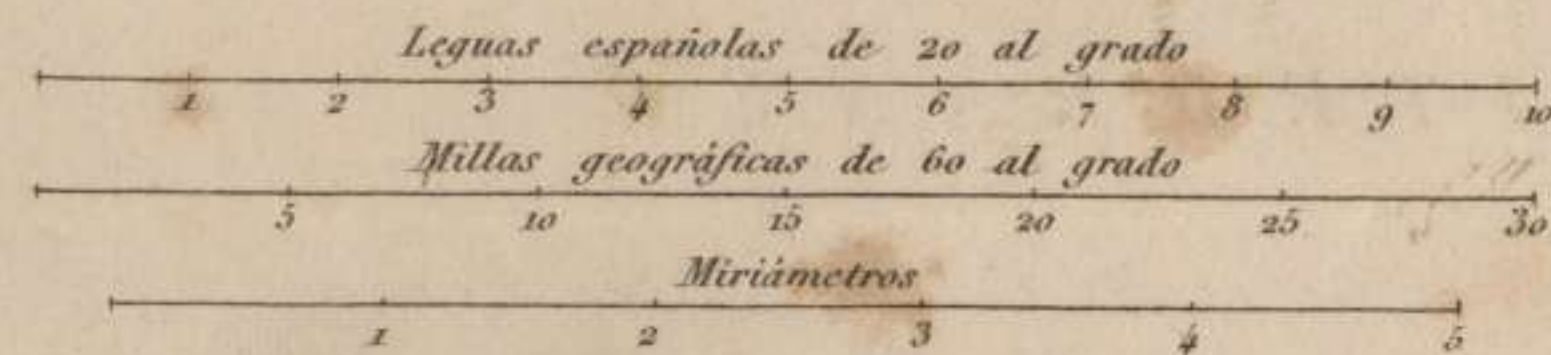 Leguas españolas de 20 al grado
1 2 3 4 5 6 7 8 9 10
Millas geográficas de 60 al grado
5 10 15 20 25 30
Miriámetros
1 2 3 4 5